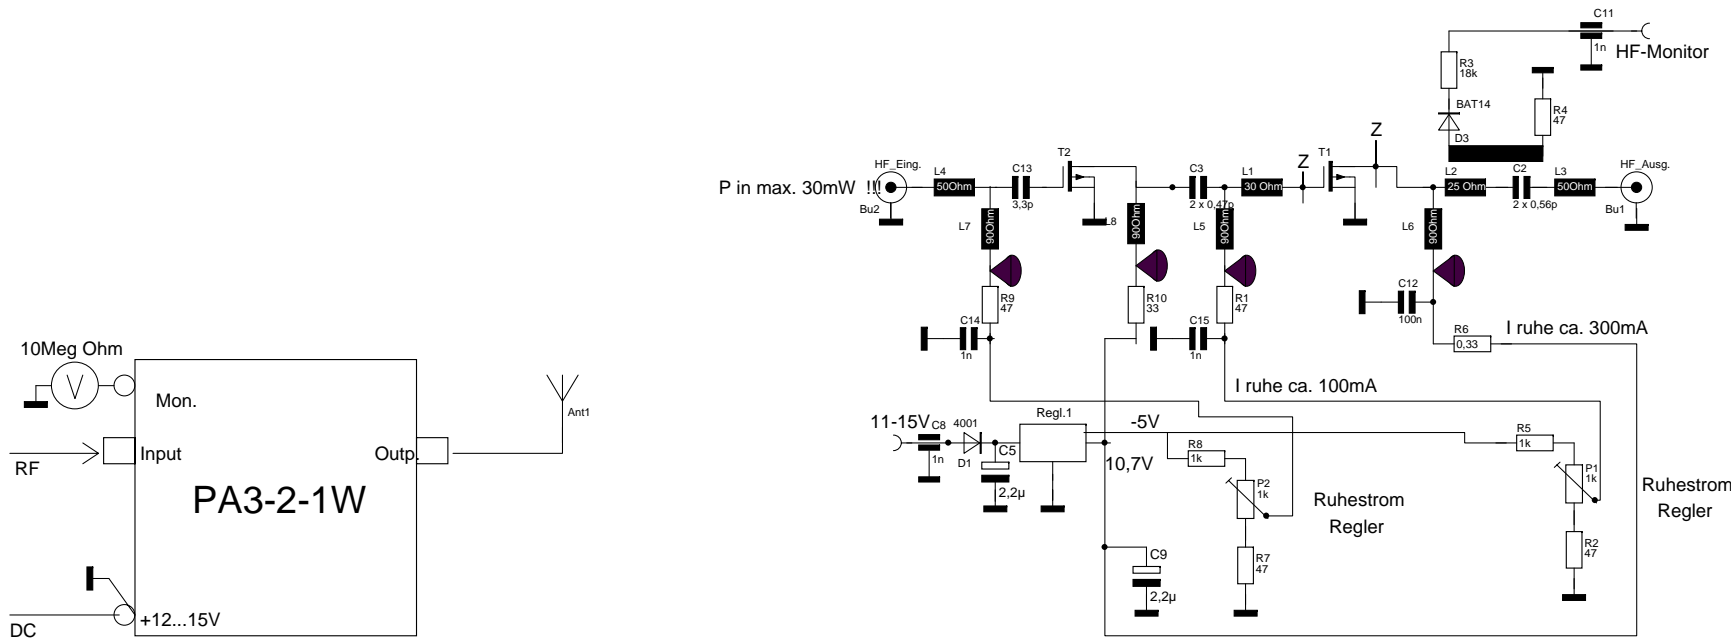 10Meg Ohm
V
Mon.
Input
Outp.
RF
PA3-2-1W
+12...15V
DC
Ant1
C11
1n
HF-Monitor
R3
18k
BAT14
D3
R4
47
P in max. 30mW !!!
HF_Eing.
Bu2
L4
50Ohm
C13
3,3p
T2
C3
2 x 0,47p
L1
30 Ohm
Z
T1
Z
L2
25 Ohm
C2
2 x 0,56p
L3
50Ohm
HF_Ausg.
Bu1
L7
90Ohm
L8
90Ohm
L5
90Ohm
L6
90Ohm
R9
47
R10
33
R1
47
C12
100n
C14
1n
C15
1n
R6
0,33
I ruhe ca. 300mA
I ruhe ca. 100mA
11-15V
C8
1n
4001
D1
C5
2,2µ
Regl.1
-5V
10,7V
R8
1k
P2
1k
R7
47
Ruhestrom
Regler
C9
2,2µ
R5
1k
P1
1k
R2
47
Ruhestrom
Regler